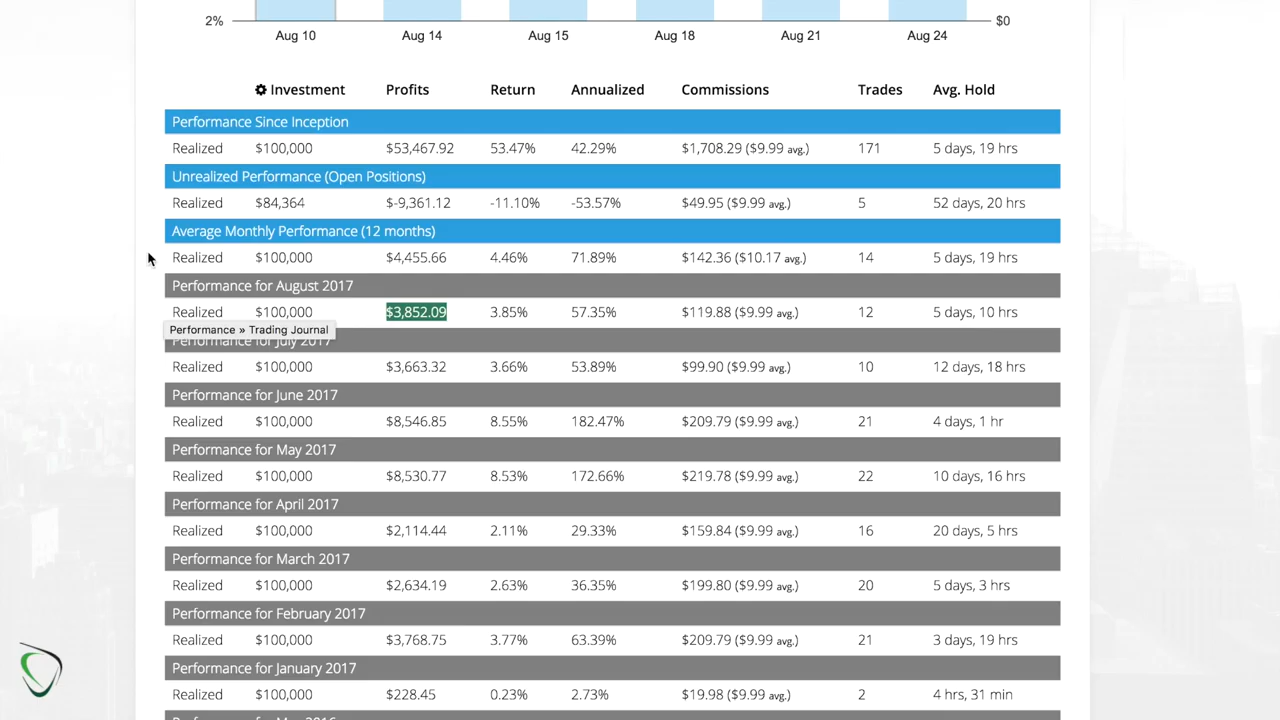 2% $0
Aug 10 Aug 14 Aug 15 Aug 18 Aug 21 Aug 24
Investment Profits Return Annualized Commissions Trades Avg. Hold
Performance Since Inception
Realized $100,000 $53,467.92 53.47% 42.29% $1,708.29 ($9.99 avg.) 171 5 days, 19 hrs
Unrealized Performance (Open Positions)
Realized $84,364 $-9,361.12 -11.10% -53.57% $49.95 ($9.99 avg.) 5 52 days, 20 hrs
Average Monthly Performance (12 months)
Realized $100,000 $4,455.66 4.46% 71.89% $142.36 ($10.17 avg.) 14 5 days, 19 hrs
Performance for August 2017
Realized $100,000 $3,852.09 3.85% 57.35% $119.88 ($9.99 avg.) 12 5 days, 10 hrs
Performance » Trading Journal
Performance for July 2017
Realized $100,000 $3,663.32 3.66% 53.89% $99.90 ($9.99 avg.) 10 12 days, 18 hrs
Performance for June 2017
Realized $100,000 $8,546.85 8.55% 182.47% $209.79 ($9.99 avg.) 21 4 days, 1 hr
Performance for May 2017
Realized $100,000 $8,530.77 8.53% 172.66% $219.78 ($9.99 avg.) 22 10 days, 16 hrs
Performance for April 2017
Realized $100,000 $2,114.44 2.11% 29.33% $159.84 ($9.99 avg.) 16 20 days, 5 hrs
Performance for March 2017
Realized $100,000 $2,634.19 2.63% 36.35% $199.80 ($9.99 avg.) 20 5 days, 3 hrs
Performance for February 2017
Realized $100,000 $3,768.75 3.77% 63.39% $209.79 ($9.99 avg.) 21 3 days, 19 hrs
Performance for January 2017
Realized $100,000 $228.45 0.23% 2.73% $19.98 ($9.99 avg.) 2 4 hrs, 31 min